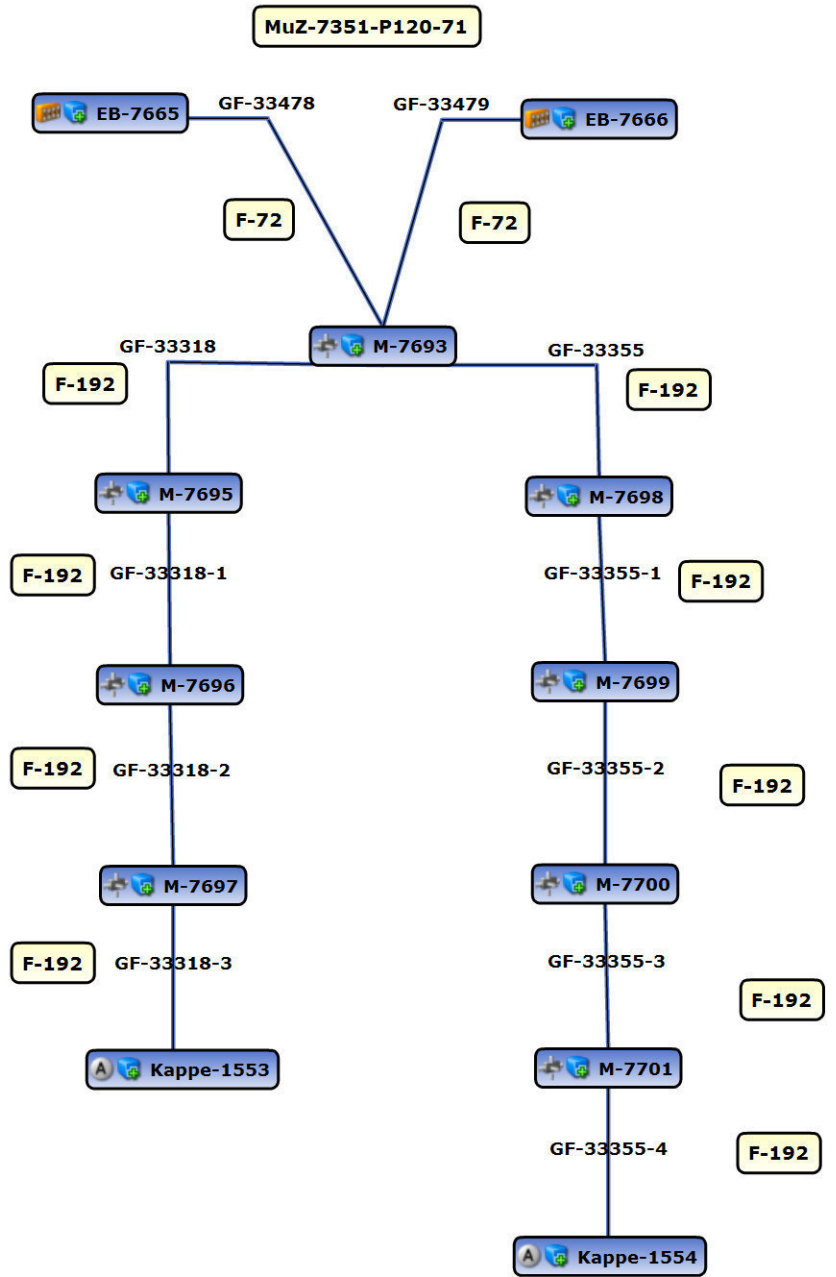 MuZ-7351-P120-71
GF-33478
GF-33479
EB-7665
EB-7666
F-72
F-72
M-7693
GF-33318
GF-33355
F-192
F-192
M-7695
M-7698
F-192
GF-33318-1
GF-33355-1
F-192
M-7696
M-7699
F-192
GF-33318-2
GF-33355-2
F-192
M-7697
M-7700
F-192
GF-33318-3
GF-33355-3
F-192
A Kappe-1553
M-7701
GF-33355-4
F-192
A Kappe-1554